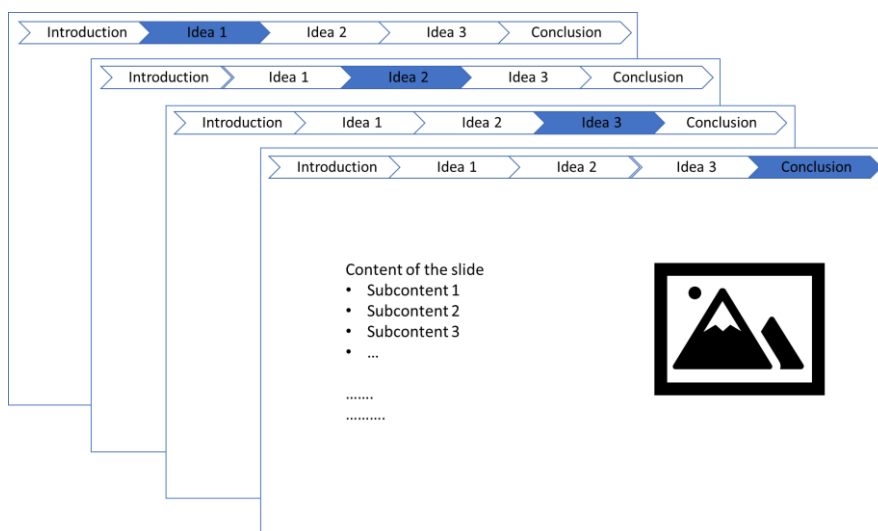 Introduction Idea 1 Idea 2 Idea 3 Conclusion
Introduction Idea 1 Idea 2 Idea 3 Conclusion
Introduction Idea 1 Idea 2 Idea 3 Conclusion
Introduction Idea 1 Idea 2 Idea 3 Conclusion
Content of the slide
• Subcontent 1
• Subcontent 2
• Subcontent 3
• ...
.......
..........